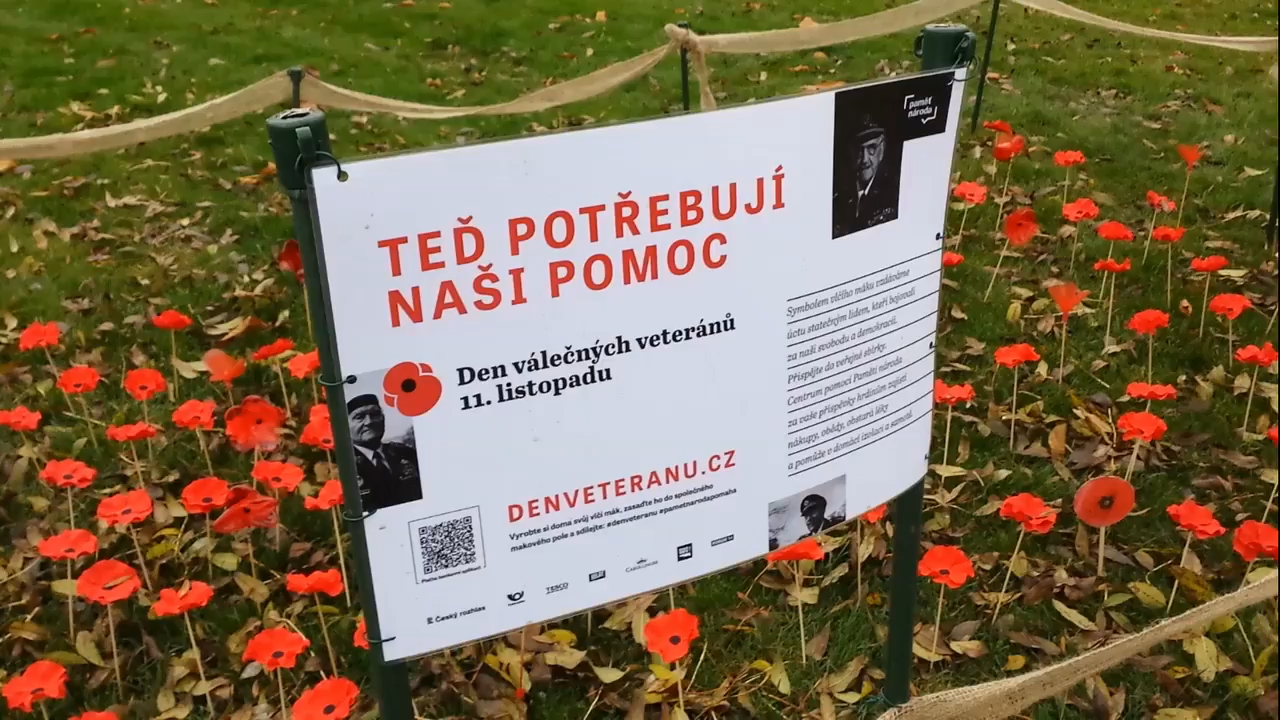 paměť
národa
TEĎ POTŘEBUJÍ
NAŠI POMOC
Den válečných veteránů
11. listopadu
Symbolem vlčího máku vzdáváme
úctu statečným lidem, kteří bojovali
za naši svobodu a demokracii.
Přispějte do veřejné sbírky.
Centrum pomoci Paměti národa
za vaše příspěvky hrdinům zajistí
nákupy, obědy, obstará léky
a pomůže v domácí izolaci a samotě.
DENVETERANU.CZ
Vyrobte si doma svůj vlčí mák, zasaďte ho do společného
makového pole a sdílejte: #denveteranu #pametnarodapomaha
Český rozhlas
TESCO
CAROLLINUM